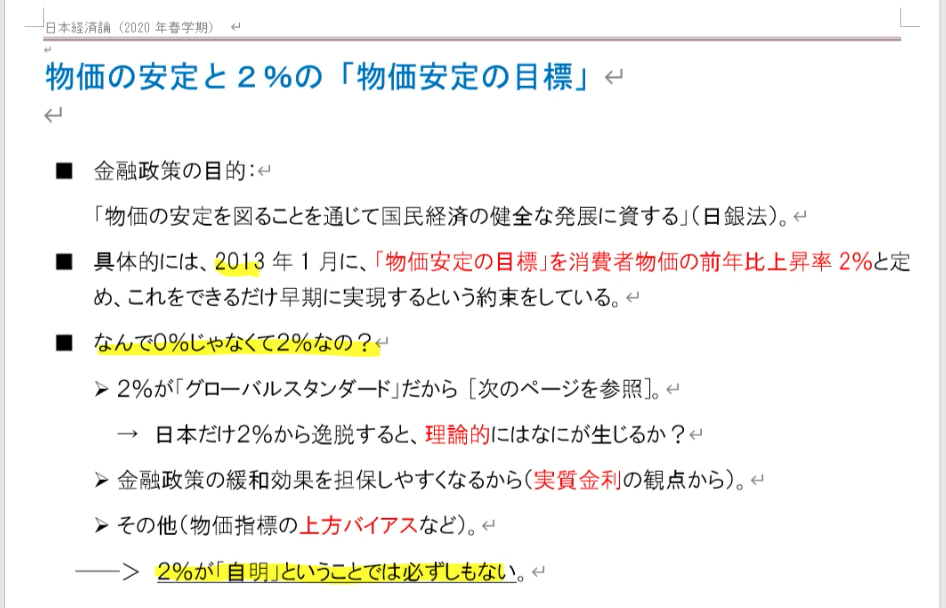 日本経済論（2020 年春学期） ↵
↵
物価の安定と２％の「物価安定の目標」↵
↵
■ 金融政策の目的：↵
「物価の安定を図ることを通じて国民経済の健全な発展に資する」（日銀法）。↵
■ 具体的には、2013 年 1 月に、「物価安定の目標」を消費者物価の前年比上昇率 2％と定
め、これをできるだけ早期に実現するという約束をしている。↵
■ なんで0％じゃなくて2％なの？↵
➢ 2％が「グローバルスタンダード」だから ［次のページを参照］。↵
→ 日本だけ2％から逸脱すると、理論的にはなにが生じるか？↵
➢ 金融政策の緩和効果を担保しやすくなるから（実質金利の観点から）。↵
➢ その他（物価指標の上方バイアスなど）。↵
──＞ 2％が「自明」ということでは必ずしもない。↵